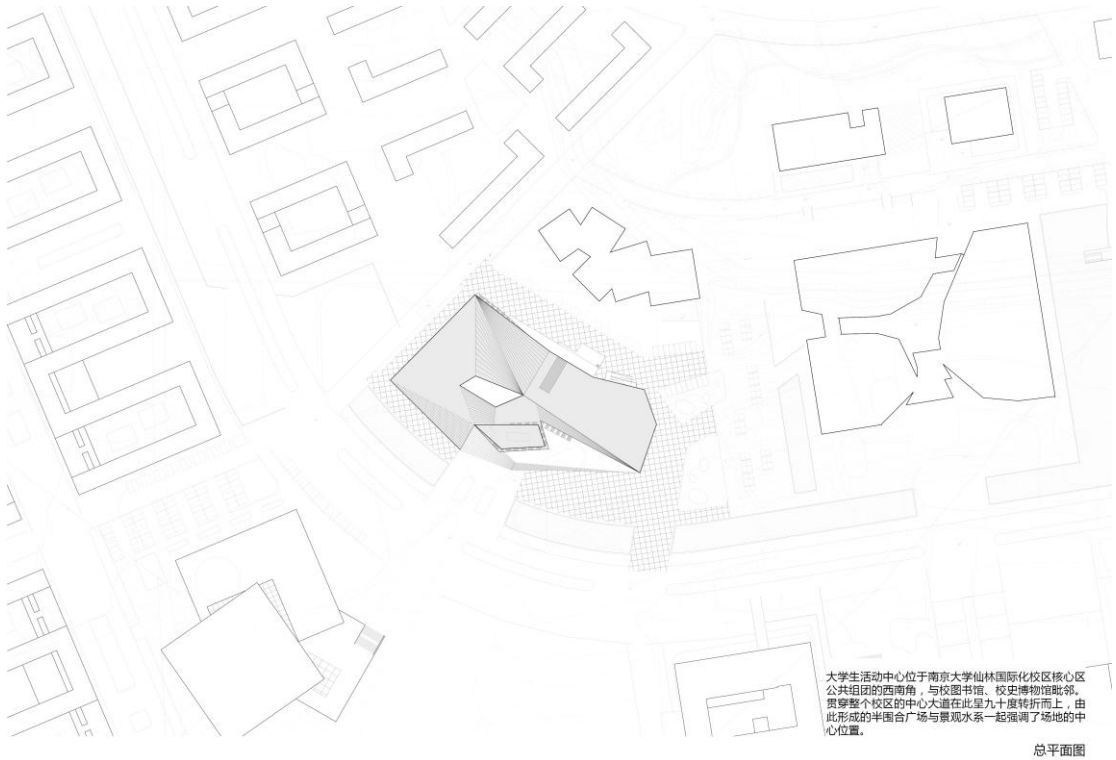 大学生活动中心位于南京大学仙林国际化校区核心区
公共组团的西南角，与校图书馆、校史博物馆毗邻。
贯穿整个校区的中心大道在此呈九十度转折而上，由
此形成的半围合广场与景观水系一起强调了场地的中
心位置。
总平面图